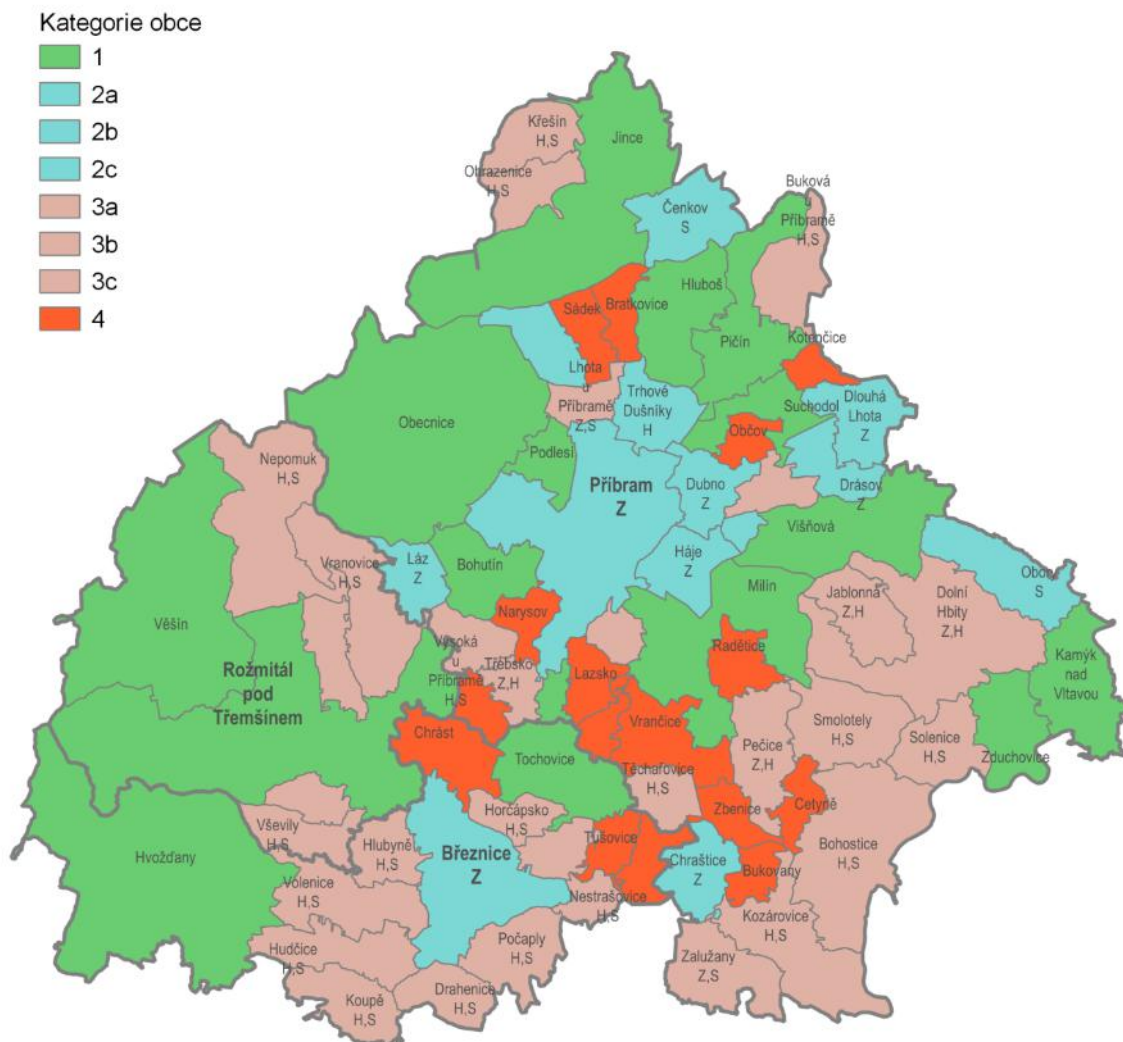 Kategorie obce
1
2a
2b
2c
3a
3b
3c
4
Křešín
H,S
Jince
Ohrazenice
H,S
Čenkov
S
Buková
u
Příbramě
H,S
Hluboš
Sádek
Bratkovice
Pičín
Kotenčice
Lhota
u
Příbramě
Z,S
Trhové
Dušníky
H
Suchodol
Dlouhá
Lhota
Z
Obecnice
Občov
Podlesí
Nepomuk
H,S
Příbram
Z
Dubno
Z
Drásov
Z
Višňová
Vranovice
H,S
Láz
Z
Bohutín
Háje
Z
Obory
S
Věšín
Narysov
Milín
Jablonná
Z,H
Dolní
Hbity
Z,H
Rožmitál
pod
Třemšínem
Vysoká
u
Příbramě
H,S
Třebsko
Z,H
Radětice
Kamýk
nad
Vltavou
Lazsko
Chrást
Vrančice
Smolotely
H,S
Solenice
H,S
Pečice
Z,H
Tochovice
Zduchovice
Těchařovice
H,S
Horčápsko
H,S
Zbenice
Cetyně
Vševily
H,S
Hlubyně
H,S
Březnice
Z
Tušovice
Bohostice
H,S
Hvožďany
Chraštice
Z
Bukovany
Volenice
H,S
Nestrašovice
H,S
Kozárovice
H,S
Hudčice
H,S
Počaply
H,S
Zalužany
Z,S
Koupě
H,S
Drahenice
H,S